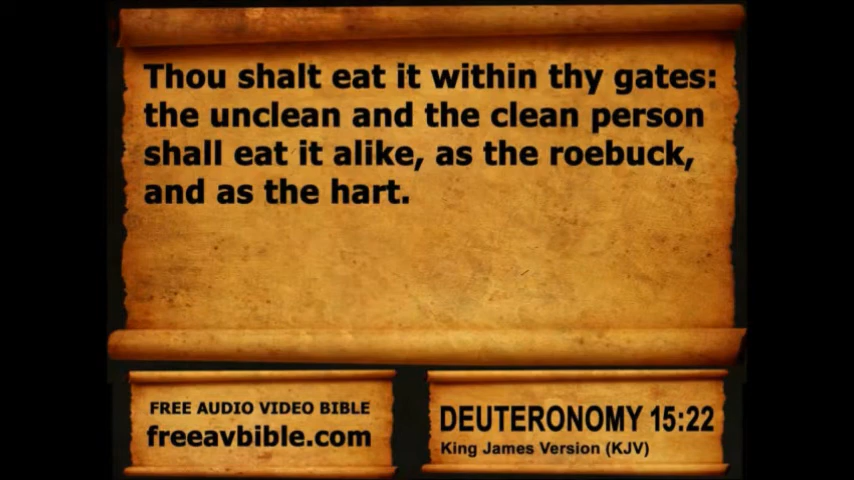 Thou shalt eat it within thy gates:
the unclean and the clean person
shall eat it alike, as the roebuck,
and as the hart.
FREE AUDIO VIDEO BIBLE
freeavbible.com
DEUTERONOMY 15:22
King James Version (KJV)